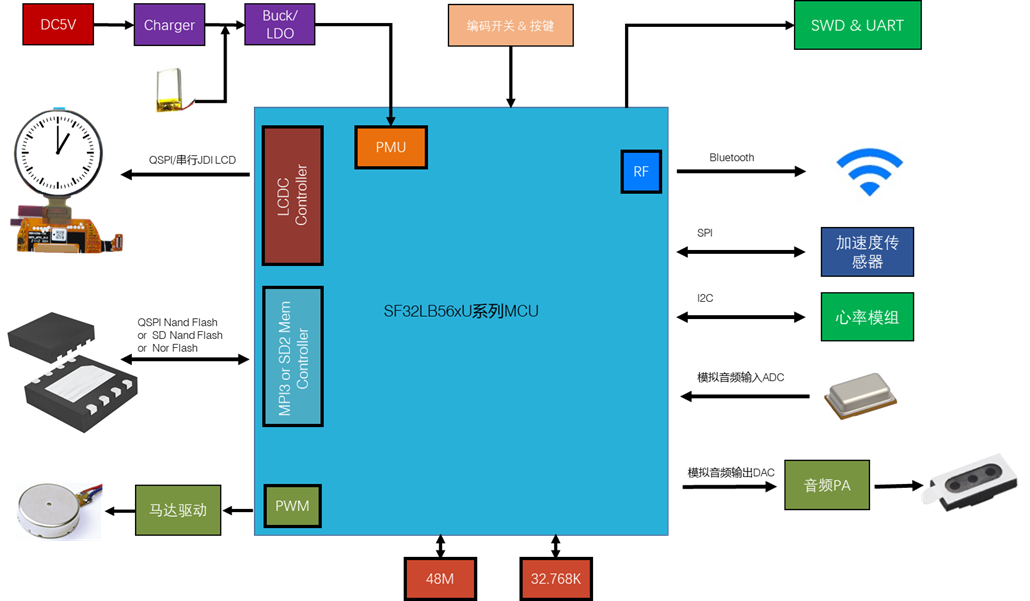 DC5V
Charger
Buck/
LDO
编码开关 & 按键
SWD & UART
PMU
RF
LCDC
Controller
QSPI/串行JDI LCD
Bluetooth
SPI
加速度传
感器
I2C
心率模组
SF32LB56xU系列MCU
MPI3 or SD2 Mem
Controller
QSPI Nand Flash
or SD Nand Flash
or Nor Flash
模拟音频输入ADC
模拟音频输出DAC
音频PA
PWM
马达驱动
48M
32.768K